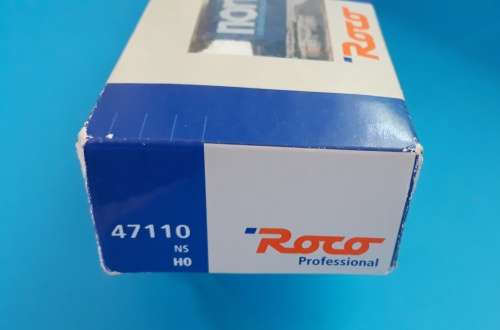 Roco
47110
NS
H0
Roco
Professional